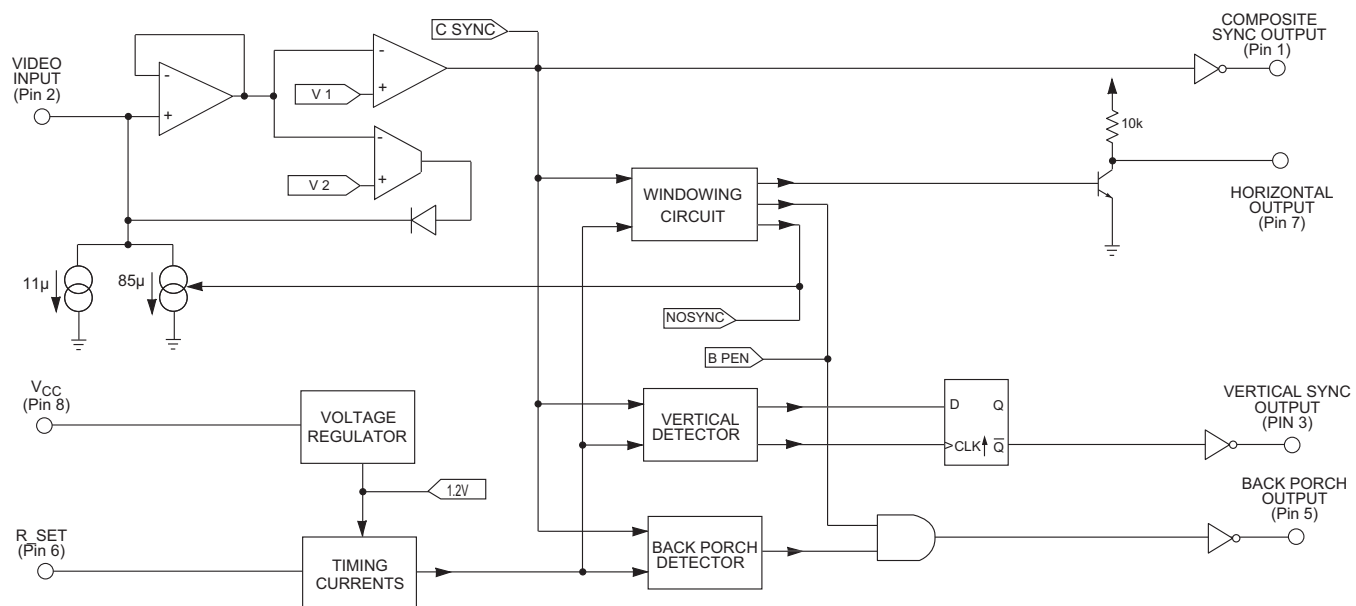 C SYNC
COMPOSITE
SYNC OUTPUT
(Pin 1)
VIDEO
INPUT
(Pin 2)
-
+
-
+
V 1
10k
-
+
V 2
WINDOWING
CIRCUIT
HORIZONTAL
OUTPUT
(Pin 7)
11µ
85µ
NOSYNC
B PEN
VCC
(Pin 8)
VOLTAGE
REGULATOR
VERTICAL
DETECTOR
D Q
CLK Q̅
VERTICAL SYNC
OUTPUT
(PIN 3)
1.2V
BACK PORCH
OUTPUT
(Pin 5)
R_SET
(Pin 6)
TIMING
CURRENTS
BACK PORCH
DETECTOR